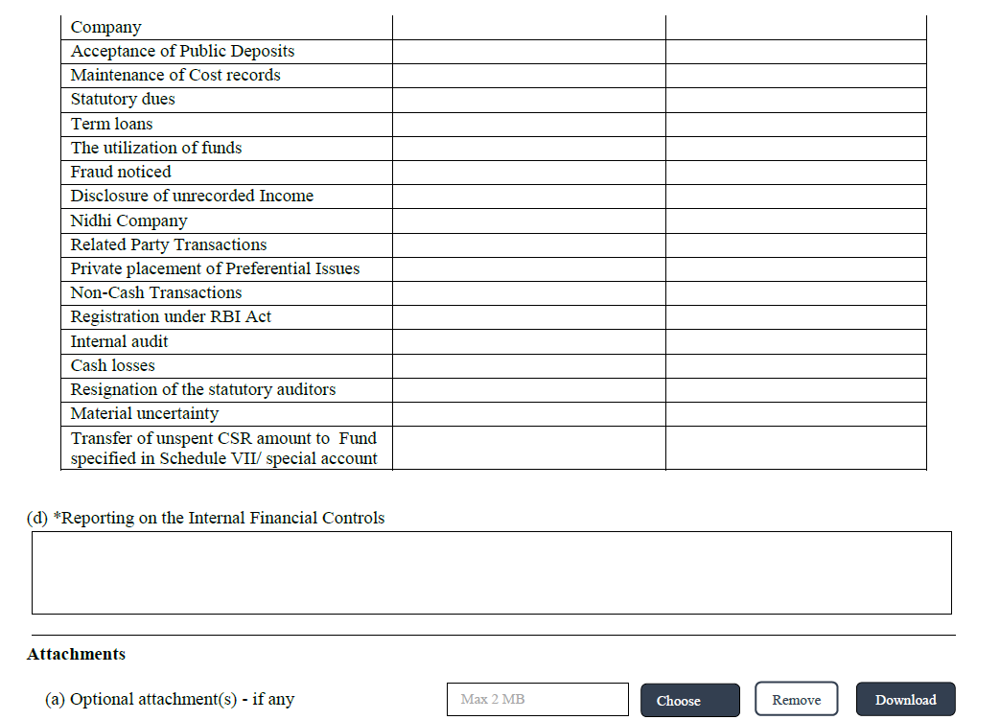 Company
Acceptance of Public Deposits
Maintenance of Cost records
Statutory dues
Term loans
The utilization of funds
Fraud noticed
Disclosure of unrecorded Income
Nidhi Company
Related Party Transactions
Private placement of Preferential Issues
Non-Cash Transactions
Registration under RBI Act
Internal audit
Cash losses
Resignation of the statutory auditors
Material uncertainty
Transfer of unspent CSR amount to Fund
specified in Schedule VII/ special account
(d) *Reporting on the Internal Financial Controls
Attachments
(a) Optional attachment(s) - if any Max 2 MB Choose Remove Download